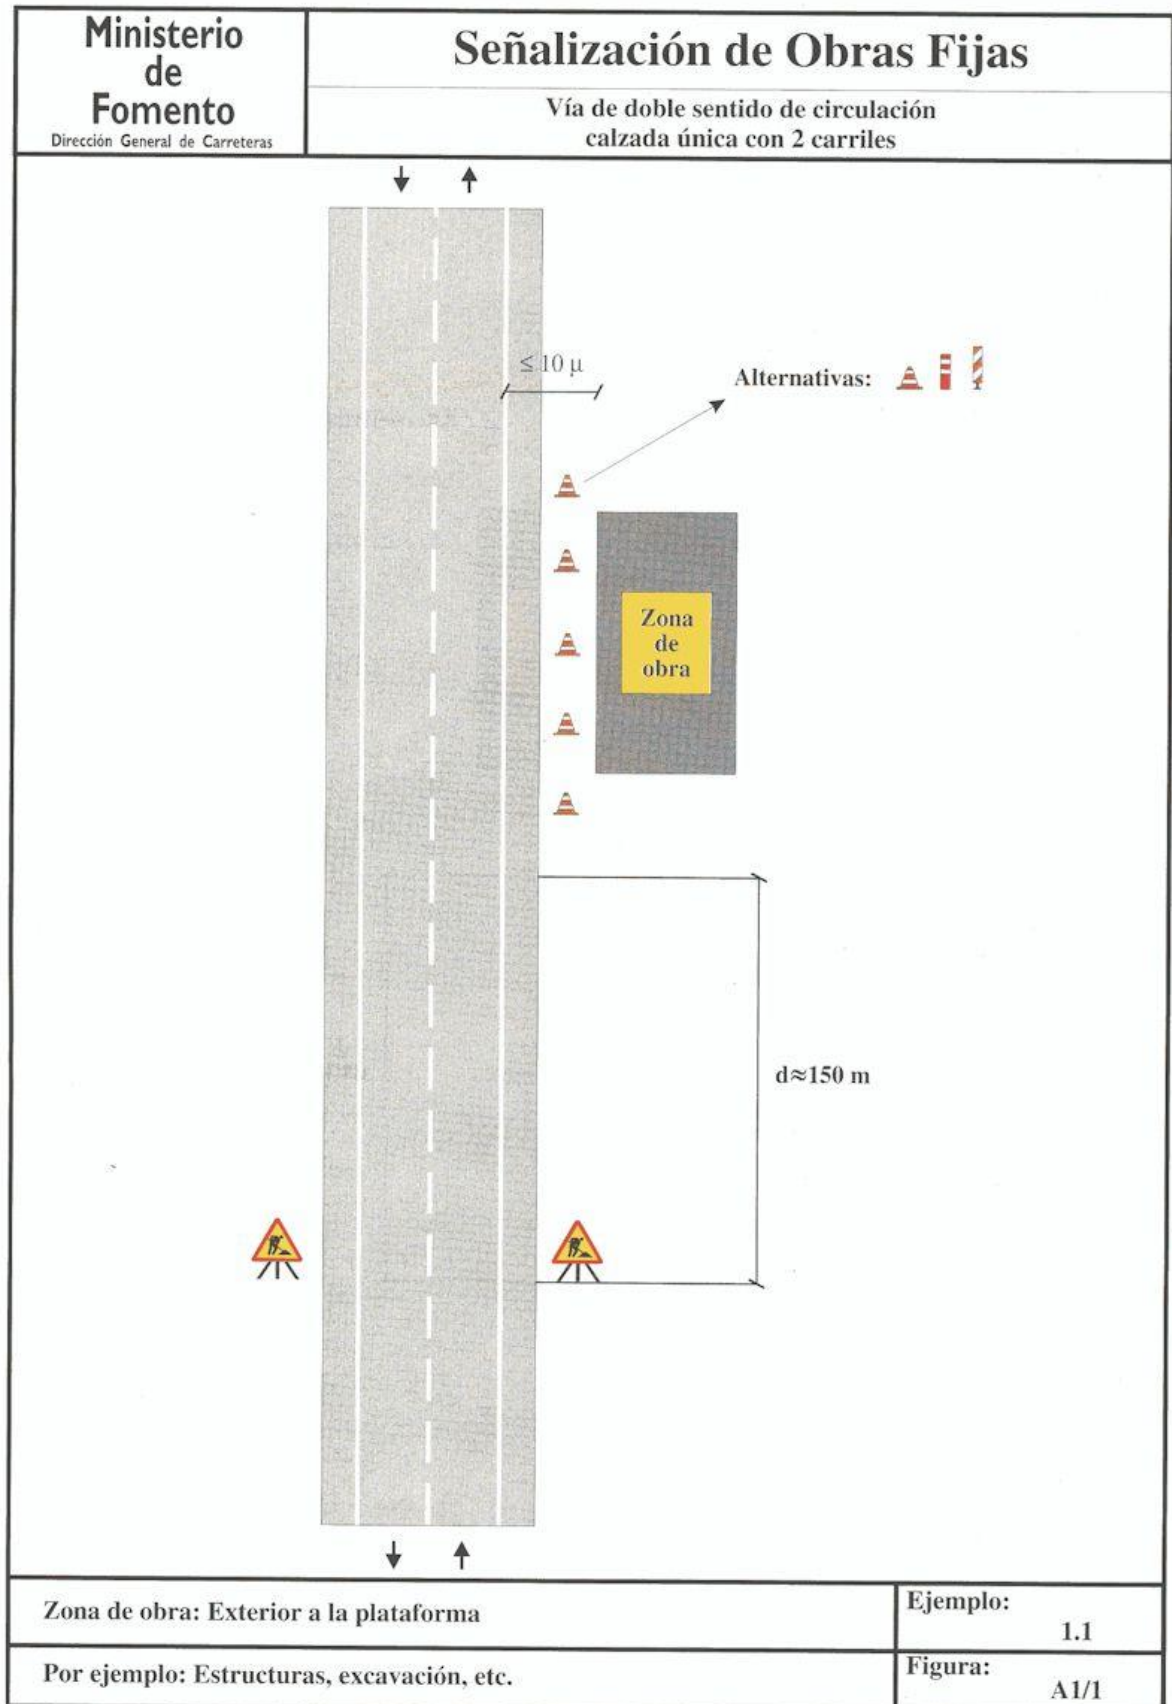 Ministerio
de
Fomento
Dirección General de Carreteras
Señalización de Obras Fijas
Vía de doble sentido de circulación
calzada única con 2 carriles
≤ 10 μ
Alternativas:
Zona
de
obra
d≈150 m
Zona de obra: Exterior a la plataforma
Ejemplo:
1.1
Por ejemplo: Estructuras, excavación, etc.
Figura:
A1/1